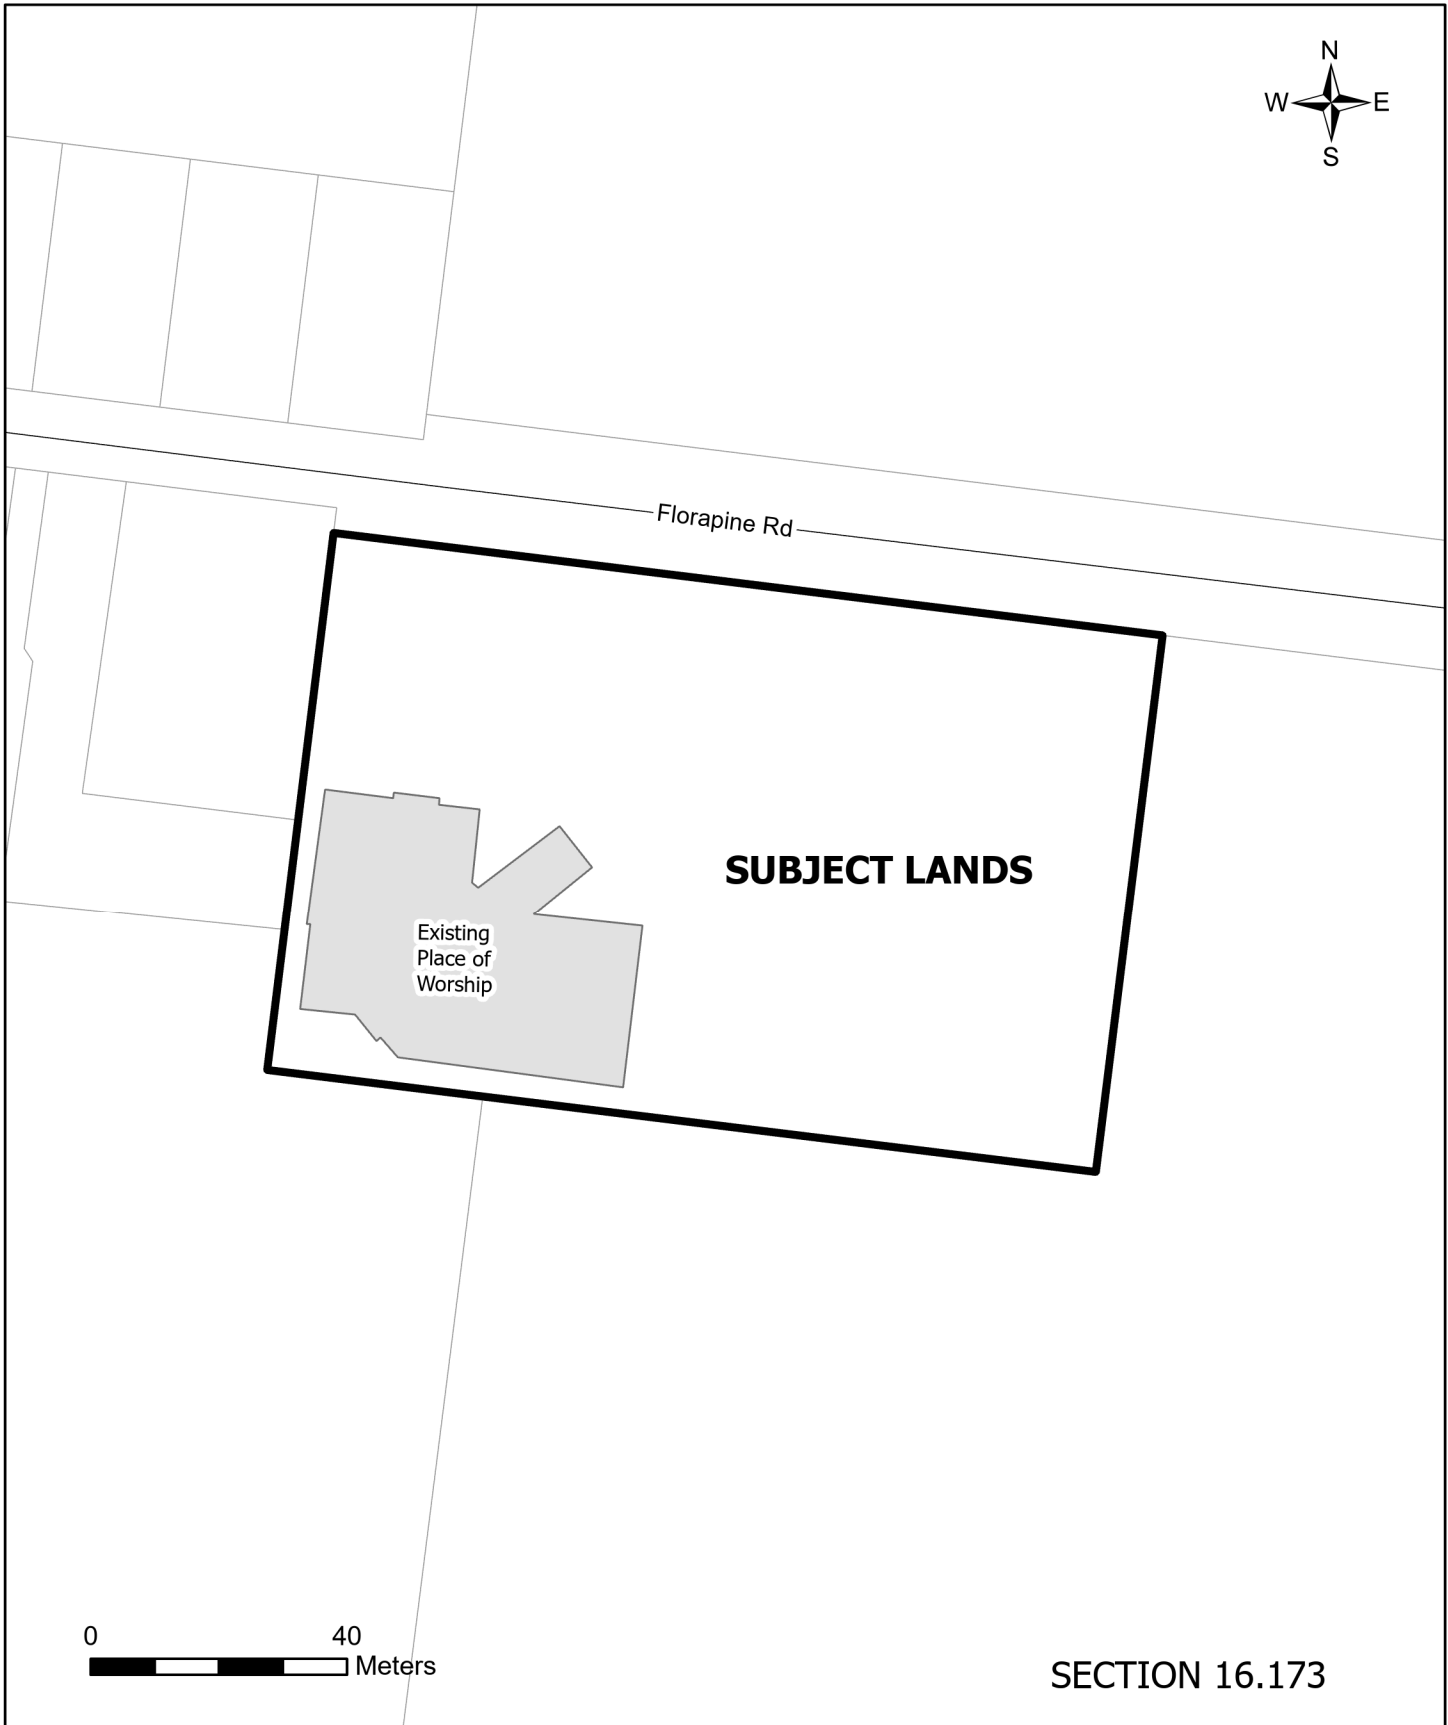 N
W E
S
Florapine Rd
SUBJECT LANDS
Existing
Place of
Worship
0 40
Meters
SECTION 16.173